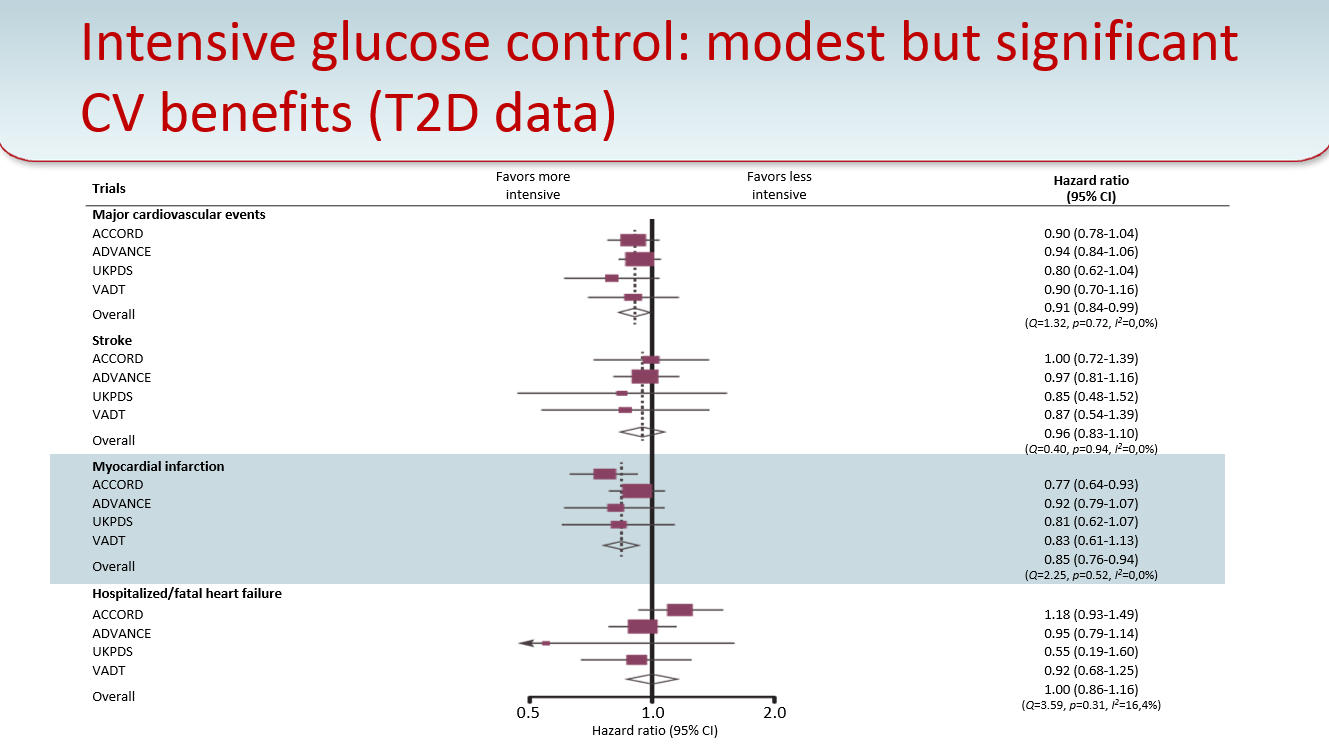 Intensive glucose control: modest but significant
CV benefits (T2D data)
Trials
Favors more
intensive
Favors less
intensive
Hazard ratio
(95% CI)
Major cardiovascular events
ACCORD 0.90 (0.78-1.04)
ADVANCE 0.94 (0.84-1.06)
UKPDS 0.80 (0.62-1.04)
VADT 0.90 (0.70-1.16)
Overall 0.91 (0.84-0.99)
(Q=1.32, p=0.72, I²=0,0%)
Stroke
ACCORD 1.00 (0.72-1.39)
ADVANCE 0.97 (0.81-1.16)
UKPDS 0.85 (0.48-1.52)
VADT 0.87 (0.54-1.39)
Overall 0.96 (0.83-1.10)
(Q=0.40, p=0.94, I²=0,0%)
Myocardial infarction
ACCORD 0.77 (0.64-0.93)
ADVANCE 0.92 (0.79-1.07)
UKPDS 0.81 (0.62-1.07)
VADT 0.83 (0.61-1.13)
Overall 0.85 (0.76-0.94)
(Q=2.25, p=0.52, I²=0,0%)
Hospitalized/fatal heart failure
ACCORD 1.18 (0.93-1.49)
ADVANCE 0.95 (0.79-1.14)
UKPDS 0.55 (0.19-1.60)
VADT 0.92 (0.68-1.25)
Overall 1.00 (0.86-1.16)
(Q=3.59, p=0.31, I²=16,4%)
0.5 1.0 2.0
Hazard ratio (95% CI)